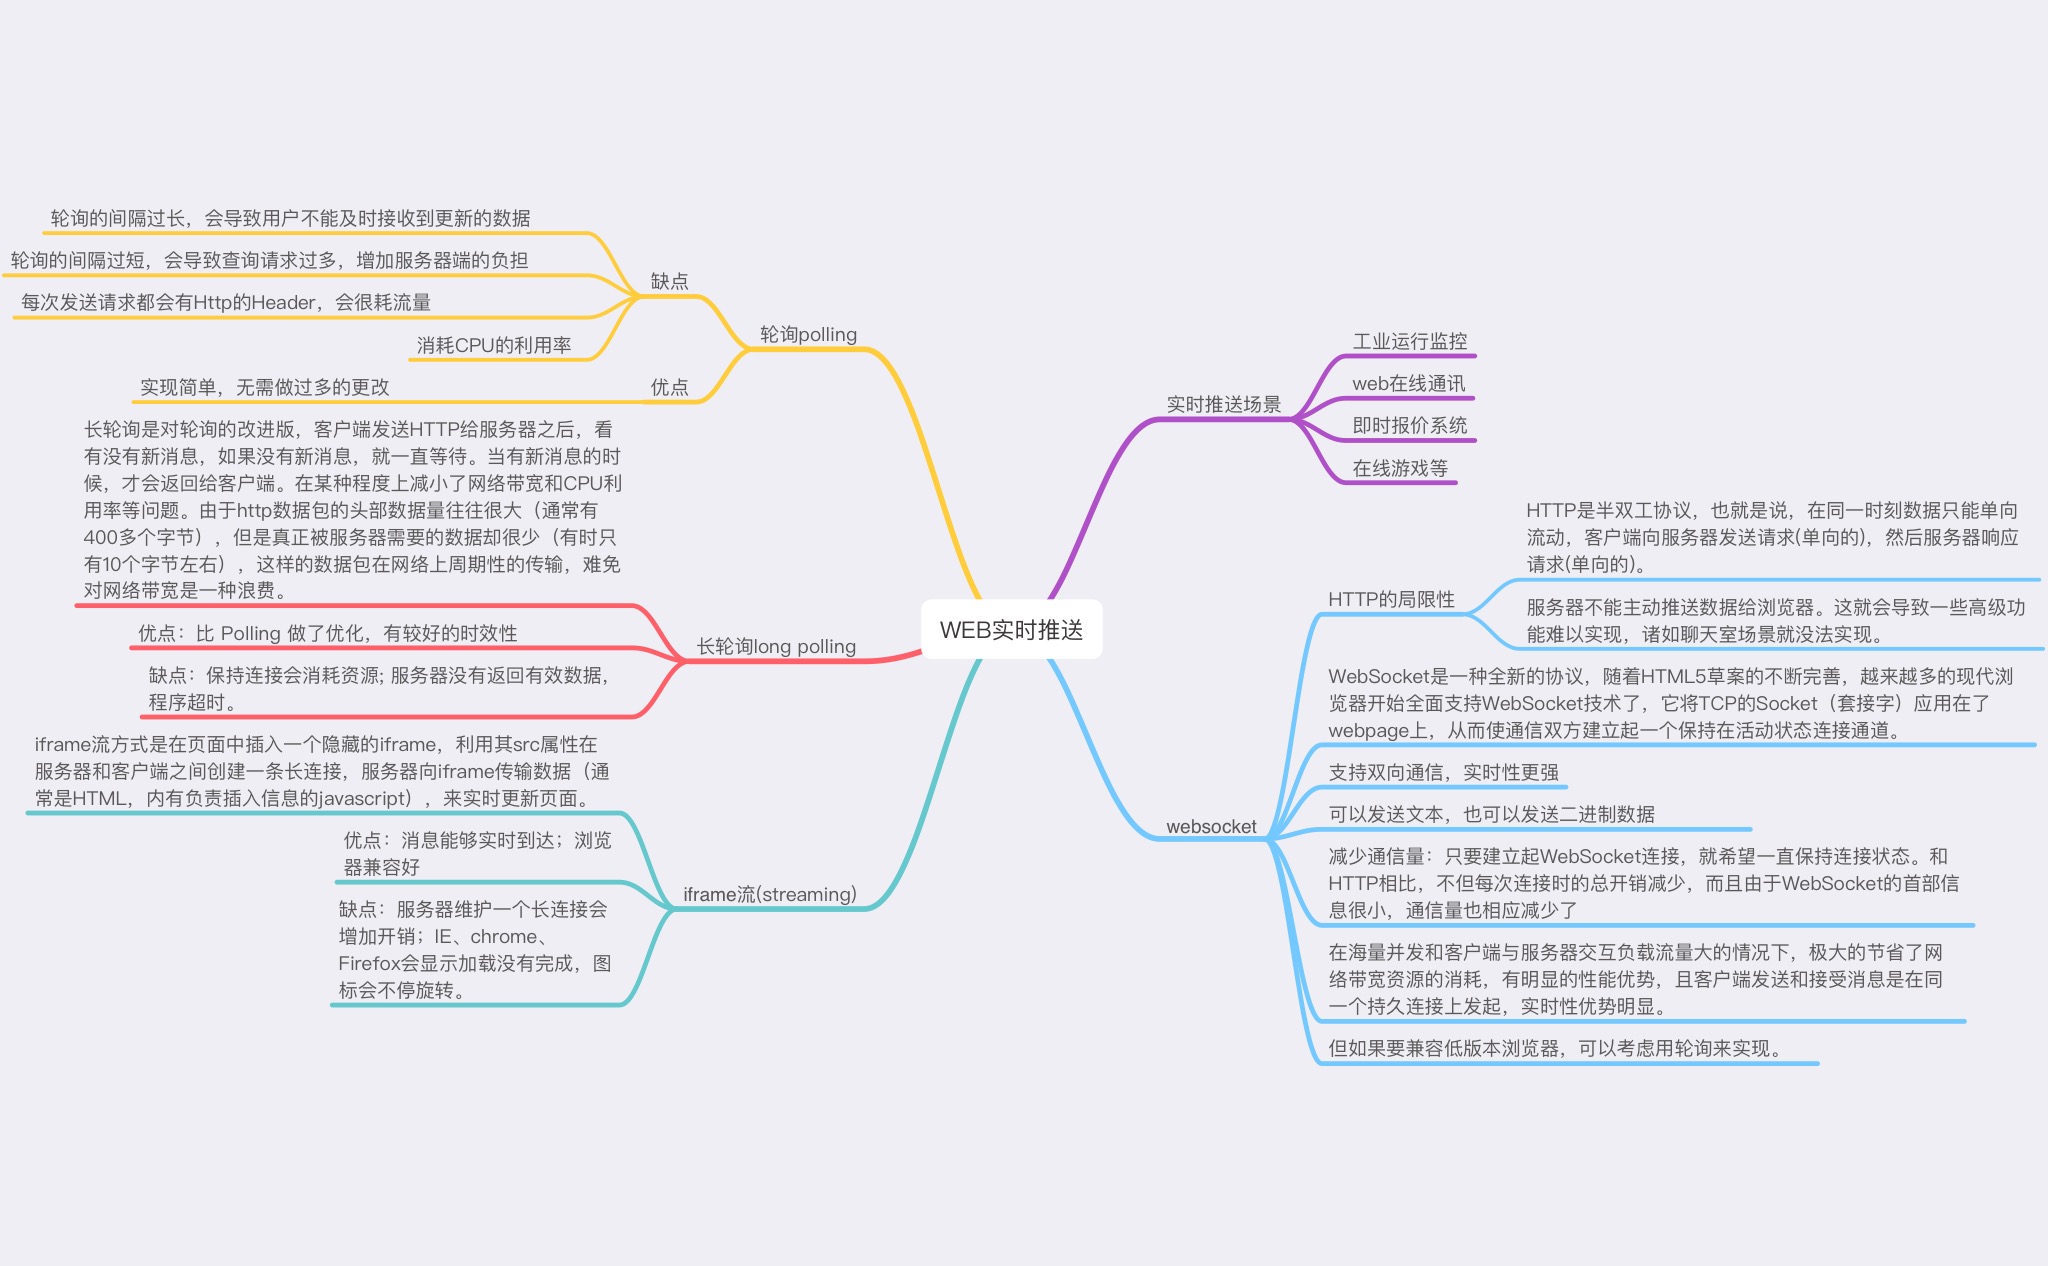 WEB实时推送
实时推送场景
工业运行监控
web在线通讯
即时报价系统
在线游戏等
websocket
HTTP的局限性
HTTP是半双工协议，也就是说，在同一时刻数据只能单向
流动，客户端向服务器发送请求(单向的)，然后服务器响应
请求(单向的)。
服务器不能主动推送数据给浏览器。这就会导致一些高级功
能难以实现，诸如聊天室场景就没法实现。
WebSocket是一种全新的协议，随着HTML5草案的不断完善，越来越多的现代浏
览器开始全面支持WebSocket技术了，它将TCP的Socket（套接字）应用在了
webpage上，从而使通信双方建立起一个保持在活动状态连接通道。
支持双向通信，实时性更强
可以发送文本，也可以发送二进制数据
减少通信量：只要建立起WebSocket连接，就希望一直保持连接状态。和
HTTP相比，不但每次连接时的总开销减少，而且由于WebSocket的首部信
息很小，通信量也相应减少了
在海量并发和客户端与服务器交互负载流量大的情况下，极大的节省了网
络带宽资源的消耗，有明显的性能优势，且客户端发送和接受消息是在同
一个持久连接上发起，实时性优势明显。
但如果要兼容低版本浏览器，可以考虑用轮询来实现。
轮询polling
缺点
轮询的间隔过长，会导致用户不能及时接收到更新的数据
轮询的间隔过短，会导致查询请求过多，增加服务器端的负担
每次发送请求都会有Http的Header，会很耗流量
消耗CPU的利用率
优点
实现简单，无需做过多的更改
长轮询long polling
长轮询是对轮询的改进版，客户端发送HTTP给服务器之后，看
有没有新消息，如果没有新消息，就一直等待。当有新消息的时
候，才会返回给客户端。在某种程度上减小了网络带宽和CPU利
用率等问题。由于http数据包的头部数据量往往很大（通常有
400多个字节），但是真正被服务器需要的数据却很少（有时只
有10个字节左右），这样的数据包在网络上周期性的传输，难免
对网络带宽是一种浪费。
优点：比 Polling 做了优化，有较好的时效性
缺点：保持连接会消耗资源; 服务器没有返回有效数据，
程序超时。
iframe流(streaming)
iframe流方式是在页面中插入一个隐藏的iframe，利用其src属性在
服务器和客户端之间创建一条长连接，服务器向iframe传输数据（通
常是HTML，内有负责插入信息的javascript），来实时更新页面。
优点：消息能够实时到达；浏览
器兼容好
缺点：服务器维护一个长连接会
增加开销；IE、chrome、
Firefox会显示加载没有完成，图
标会不停旋转。